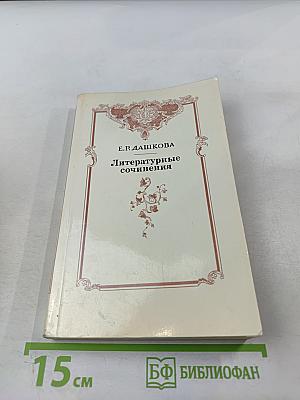 Е.Р. ДАШКОВА
Литературные
сочинения
15 см
БФ БИБЛИОФАН